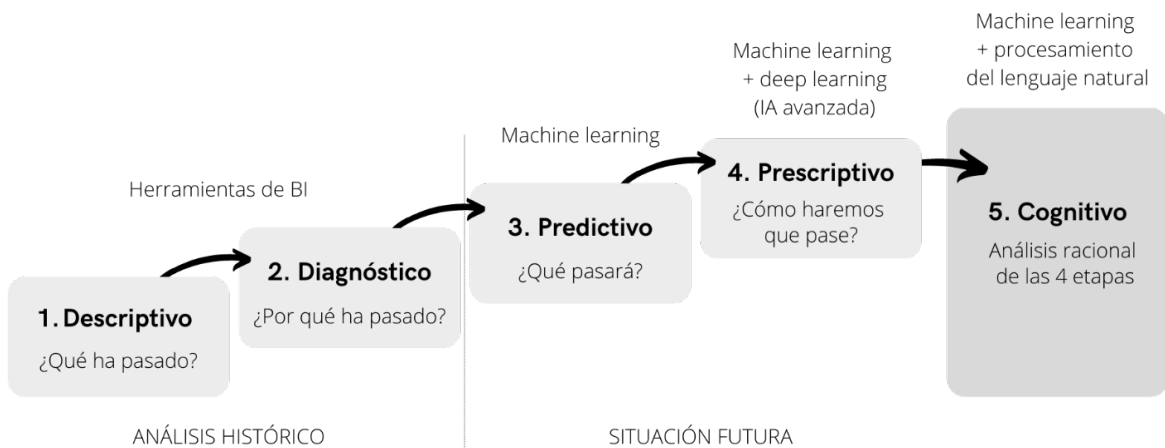 Machine learning
+ procesamiento
del lenguaje natural
Machine learning
+ deep learning
(IA avanzada)
Machine learning
Herramientas de BI
1. Descriptivo
¿Qué ha pasado?
2. Diagnóstico
¿Por qué ha pasado?
3. Predictivo
¿Qué pasará?
4. Prescriptivo
¿Cómo haremos
que pase?
5. Cognitivo
Análisis racional
de las 4 etapas
ANÁLISIS HISTÓRICO
SITUACIÓN FUTURA